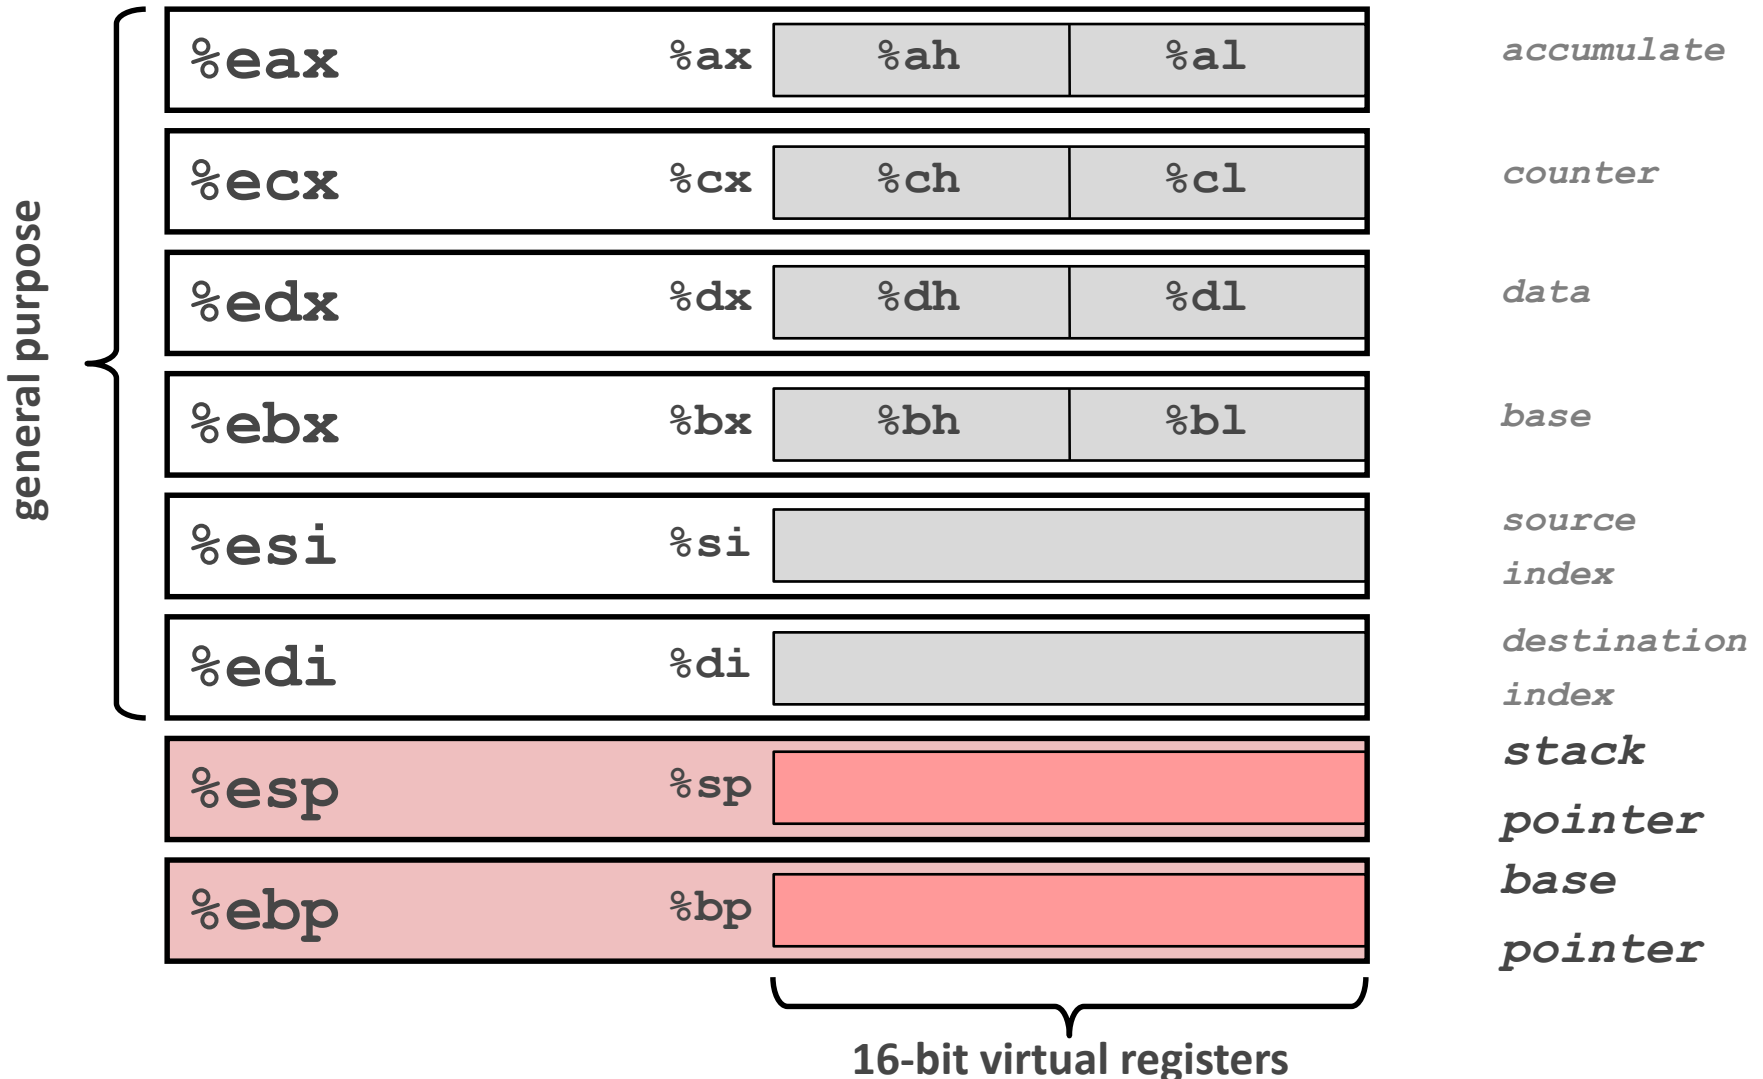 general purpose
%eax %ax %ah %al accumulate
%ecx %cx %ch %cl counter
%edx %dx %dh %dl data
%ebx %bx %bh %bl base
%esi %si source
index
%edi %di destination
index
%esp %sp stack
pointer
%ebp %bp base
pointer
16-bit virtual registers